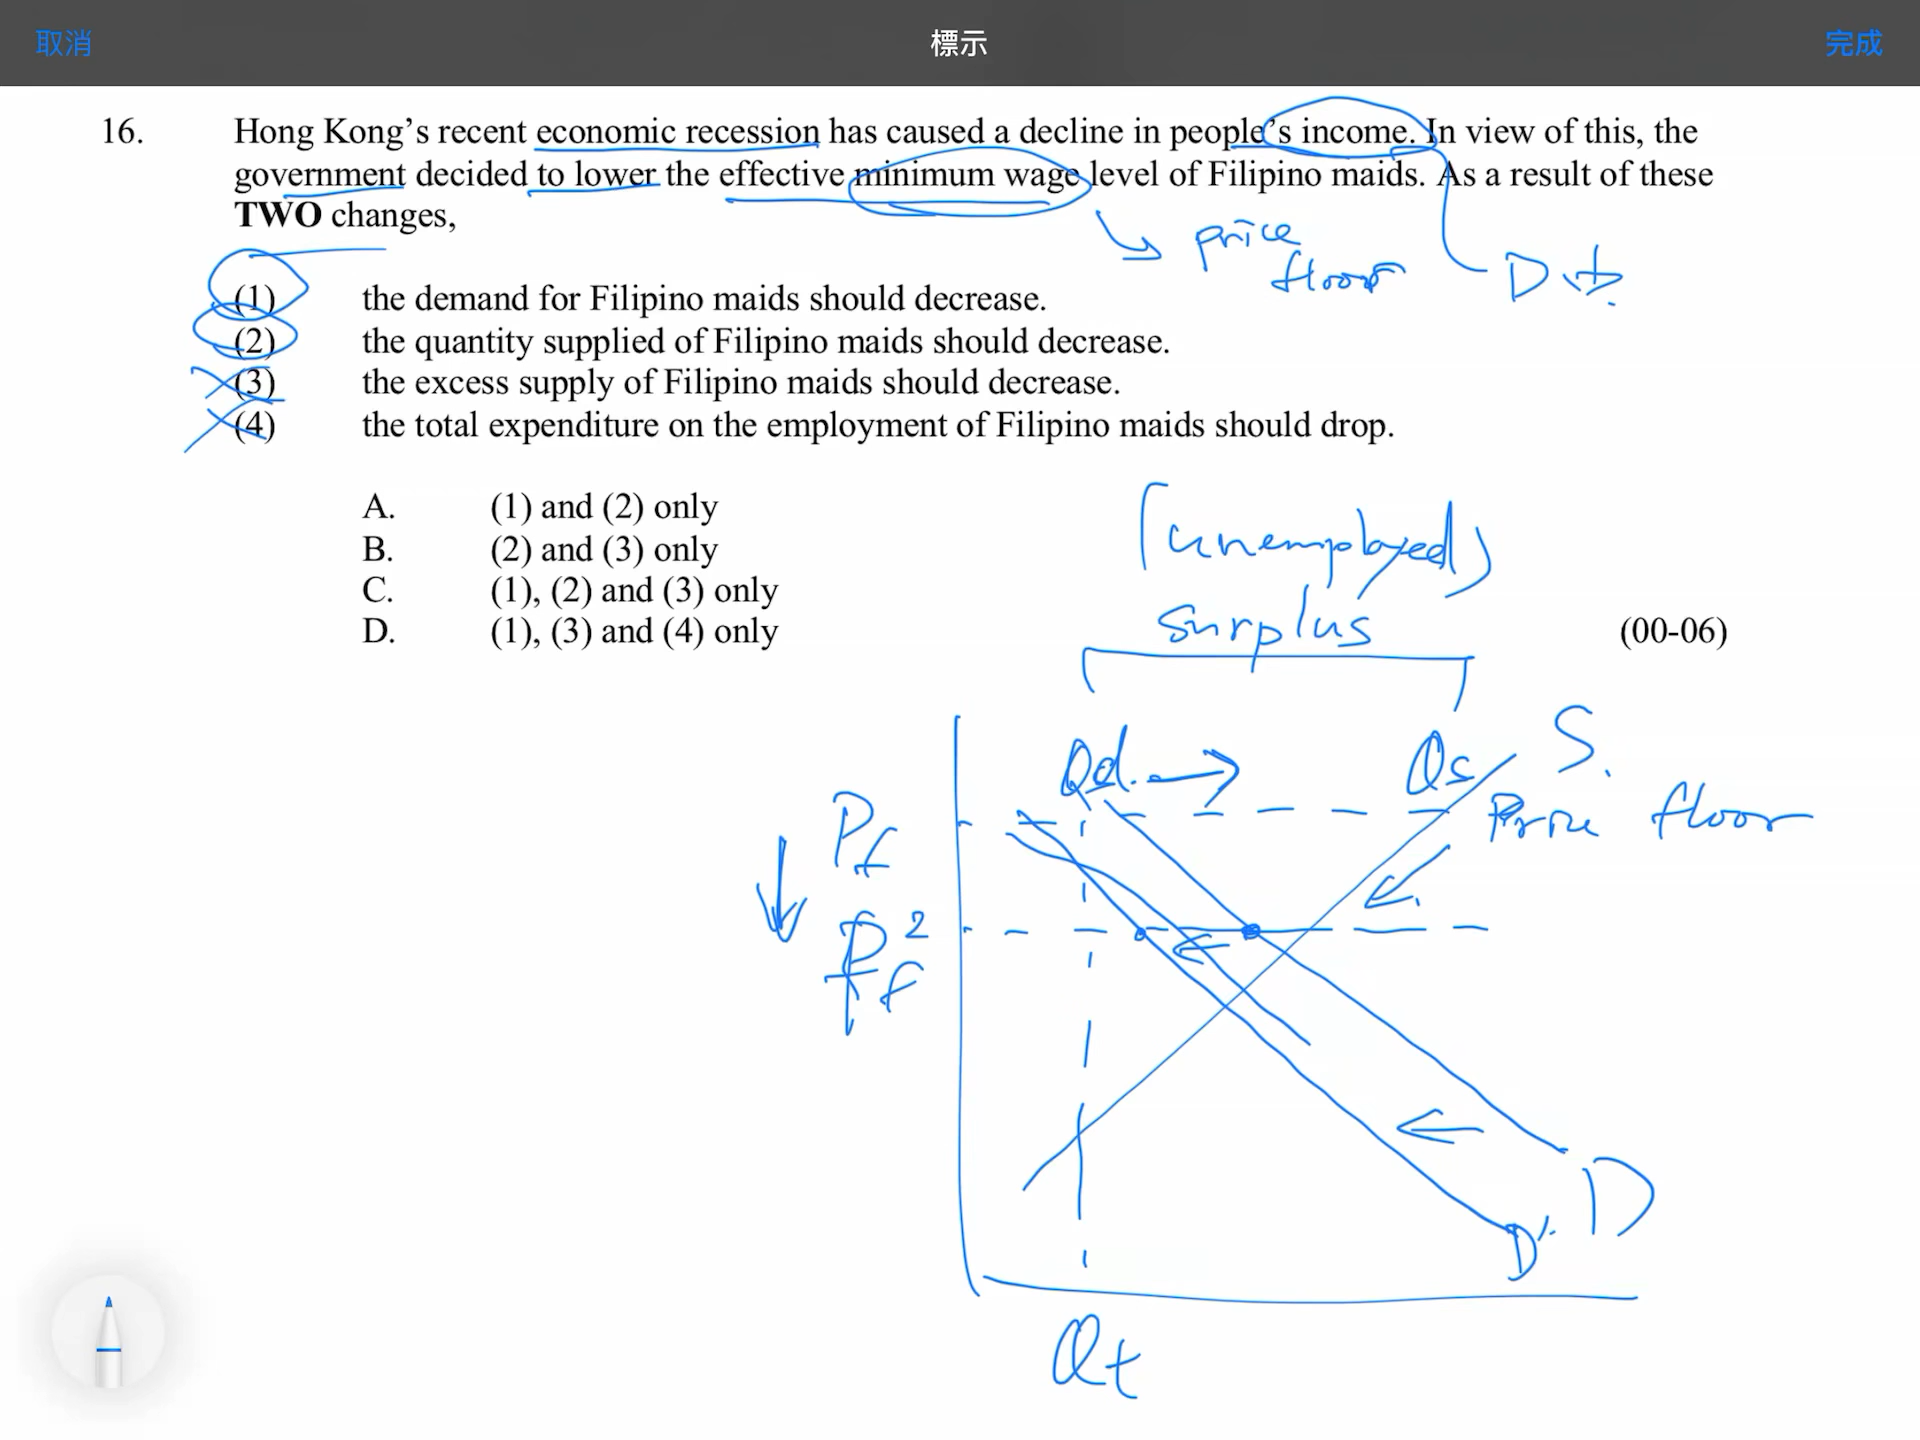 取消
標示
完成
16. Hong Kong's recent economic recession has caused a decline in people's income. In view of this, the
government decided to lower the effective minimum wage level of Filipino maids. As a result of these
TWO changes,
price
floor
D ↓
(1) the demand for Filipino maids should decrease.
(2) the quantity supplied of Filipino maids should decrease.
(3) the excess supply of Filipino maids should decrease.
(4) the total expenditure on the employment of Filipino maids should drop.
A. (1) and (2) only
B. (2) and (3) only
C. (1), (2) and (3) only
D. (1), (3) and (4) only
(00-06)
(unemployed)
surplus
Qd
Qs
S.
Pf
Price floor
P²f
D
D'
Qt